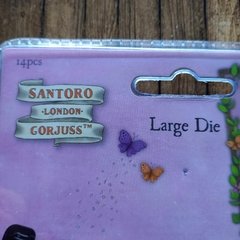 14pcs
SANTORO
·LONDON·
GORJUSS™
Large Die